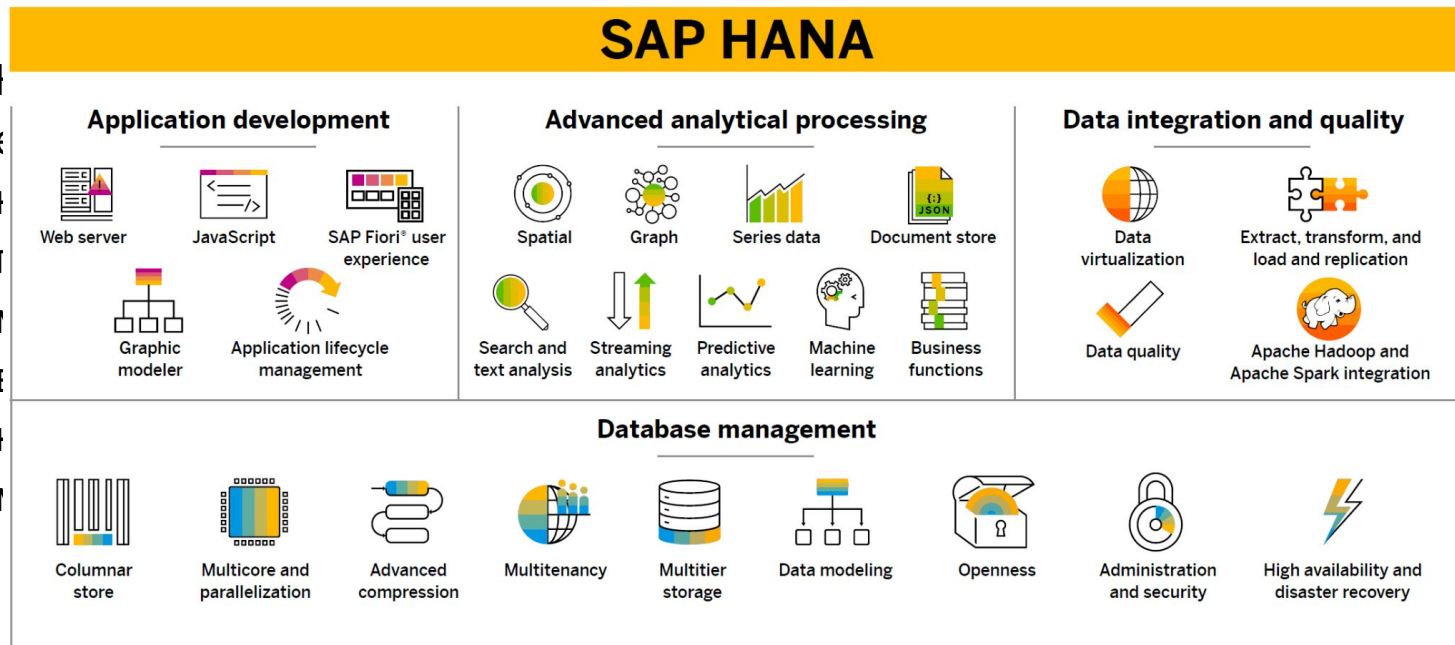 SAP HANA
Application development
Web server
JavaScript
SAP Fiori® user
experience
Graphic
modeler
Application lifecycle
management
Advanced analytical processing
Spatial
Graph
Series data
{;}
JSON
Document store
Search and
text analysis
Streaming
analytics
Predictive
analytics
Machine
learning
Business
functions
Data integration and quality
Data
virtualization
Extract, transform, and
load and replication
Data quality
Apache Hadoop and
Apache Spark integration
Database management
Columnar
store
Multicore and
parallelization
Advanced
compression
Multitenancy
Multitier
storage
Data modeling
Openness
Administration
and security
High availability and
disaster recovery